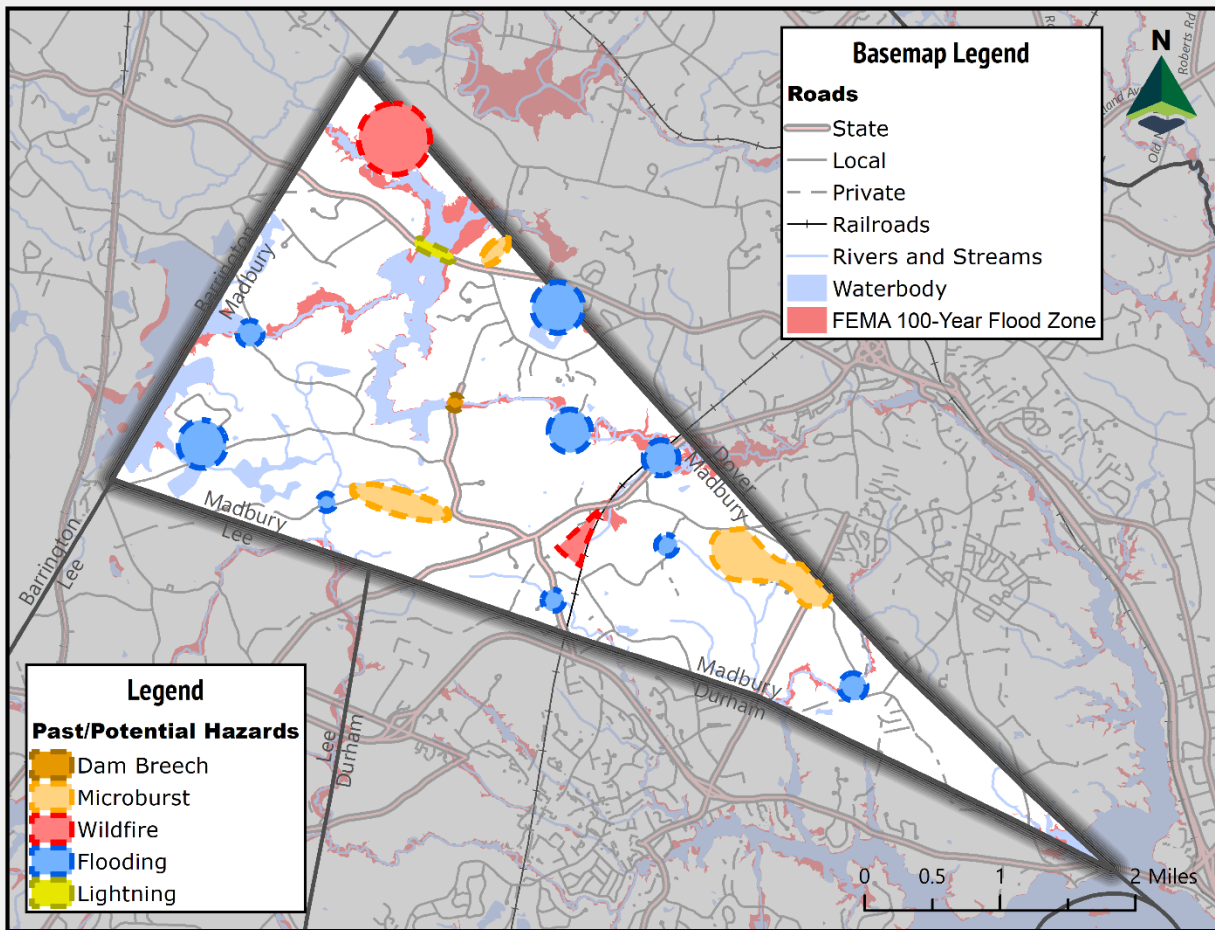 Basemap Legend
Roads
State
Local
Private
Railroads
Rivers and Streams
Waterbody
FEMA 100-Year Flood Zone
N
Roberts Rd
Barrington
Madbury
Dover
Madbury
Madbury
Lee
Barrington
Lee
Madbury
Durham
Lee
Durham
Legend
Past/Potential Hazards
Dam Breech
Microburst
Wildfire
Flooding
Lightning
0 0.5 1 2 Miles